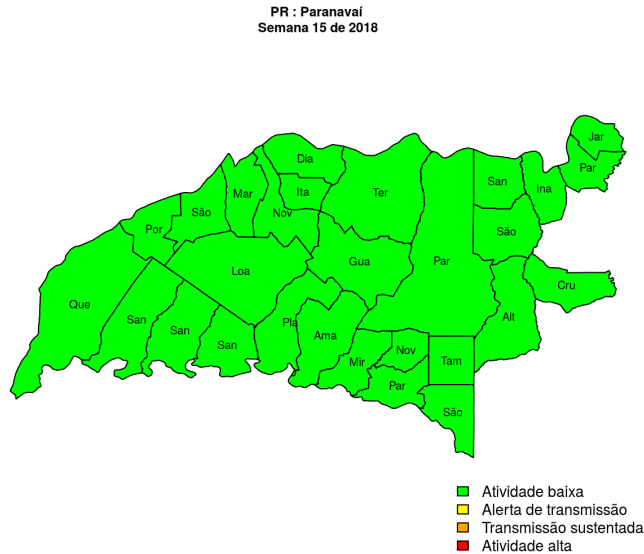 PR : Paranavaí
Semana 15 de 2018
Jar
Par
Dia
Ita
Ter
San
Ina
Mar
São
Nov
Por
São
Loa
Gua
Par
Cru
Que
San
San
San
Pla
Ama
Alt
Nov
Mir
Tam
Par
São
Atividade baixa
Alerta de transmissão
Transmissão sustentada
Atividade alta